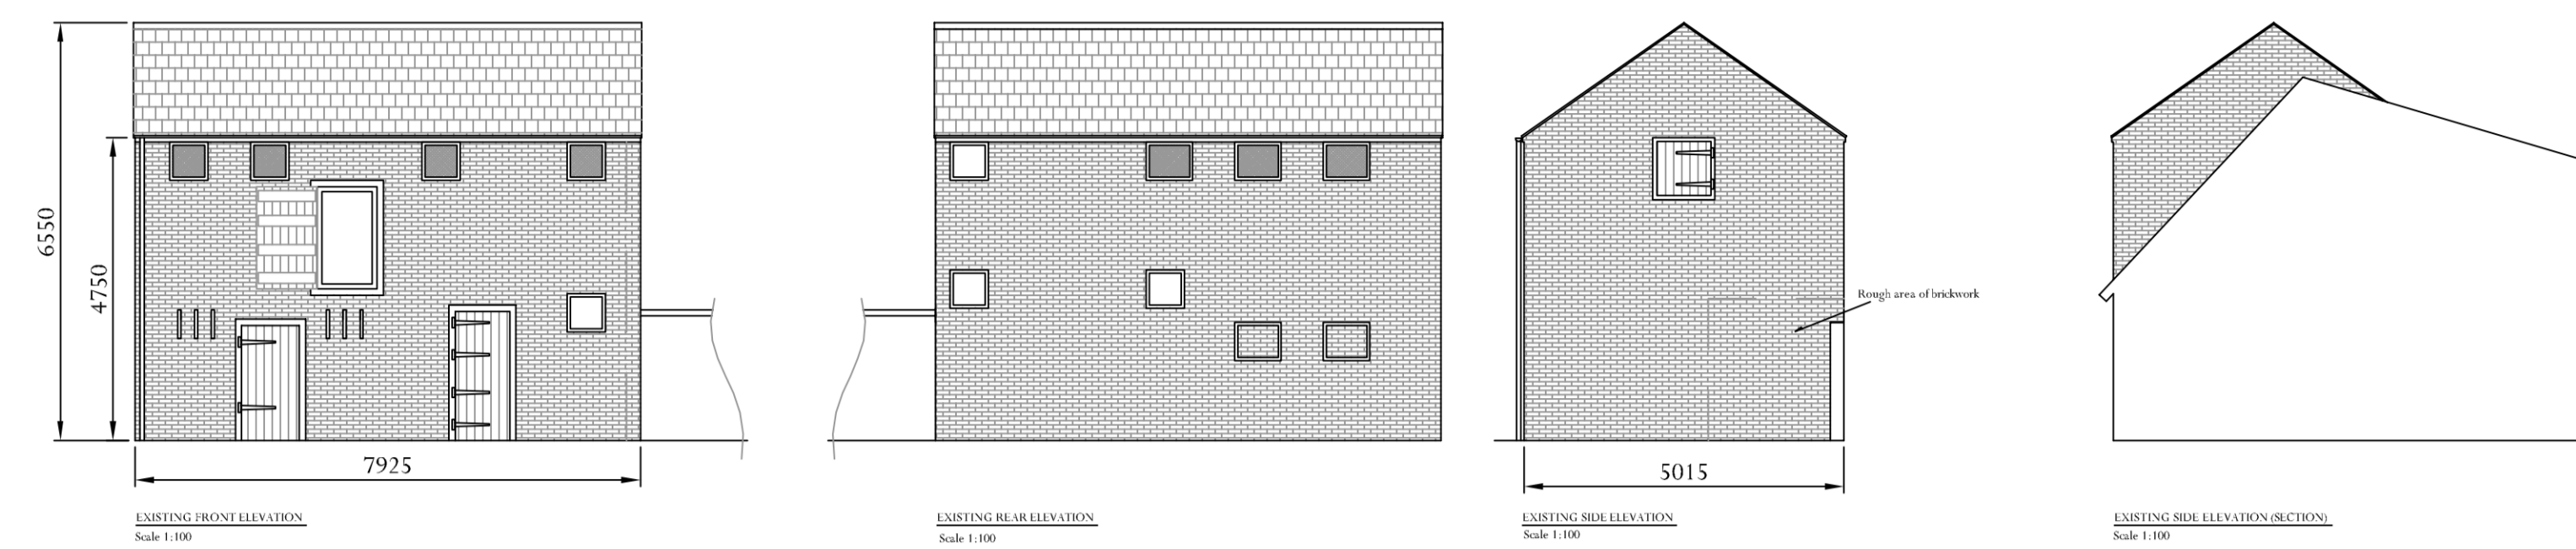 6550
4750
7925
EXISTING FRONT ELEVATION
Scale 1:100
EXISTING REAR ELEVATION
Scale 1:100
Rough area of brickwork
5015
EXISTING SIDE ELEVATION
Scale 1:100
EXISTING SIDE ELEVATION (SECTION)
Scale 1:100